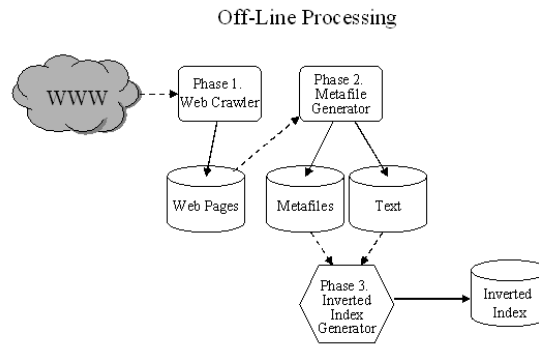 Off-Line Processing
WWW
Phase 1.
Web Crawler
Phase 2.
Metafile
Generator
Web Pages
Metafiles
Text
Phase 3.
Inverted
Index
Generator
Inverted
Index